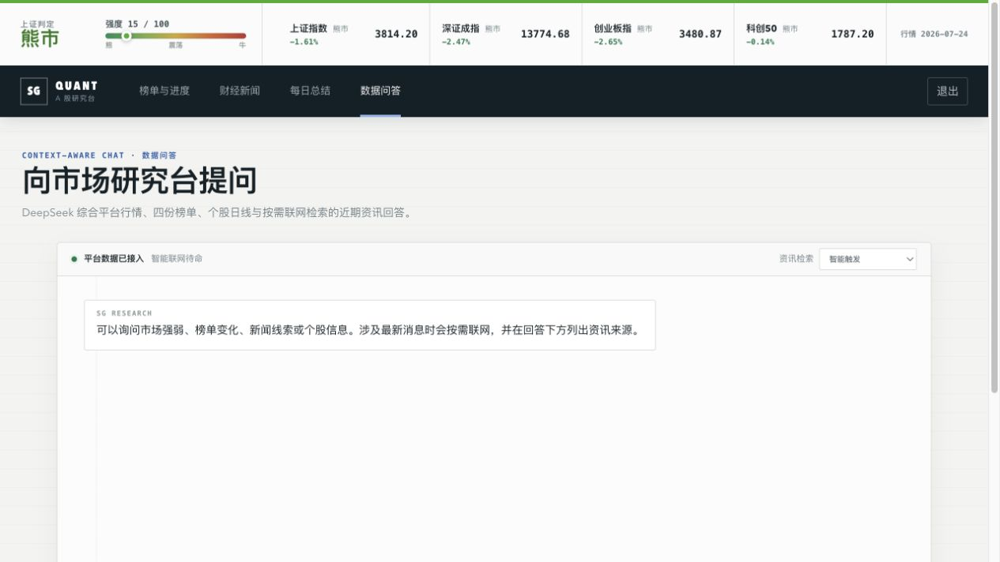 上证判定
熊市
强度 15 / 100
熊 震荡 牛
上证指数 熊市
-1.61%
3814.20
深证成指 熊市
-2.47%
13774.68
创业板指 熊市
-2.65%
3480.87
科创50 熊市
-0.14%
1787.20
行情 2026-07-24
SG
QUANT
A 股研究台
榜单与进度
财经新闻
每日总结
数据问答
退出
CONTEXT-AWARE CHAT · 数据问答
向市场研究台提问
DeepSeek 综合平台行情、四份榜单、个股日线与按需联网检索的近期资讯回答。
平台数据已接入 智能联网待命
资讯检索 智能触发
SG RESEARCH
可以询问市场强弱、榜单变化、新闻线索或个股信息。涉及最新消息时会按需联网，并在回答下方列出资讯来源。